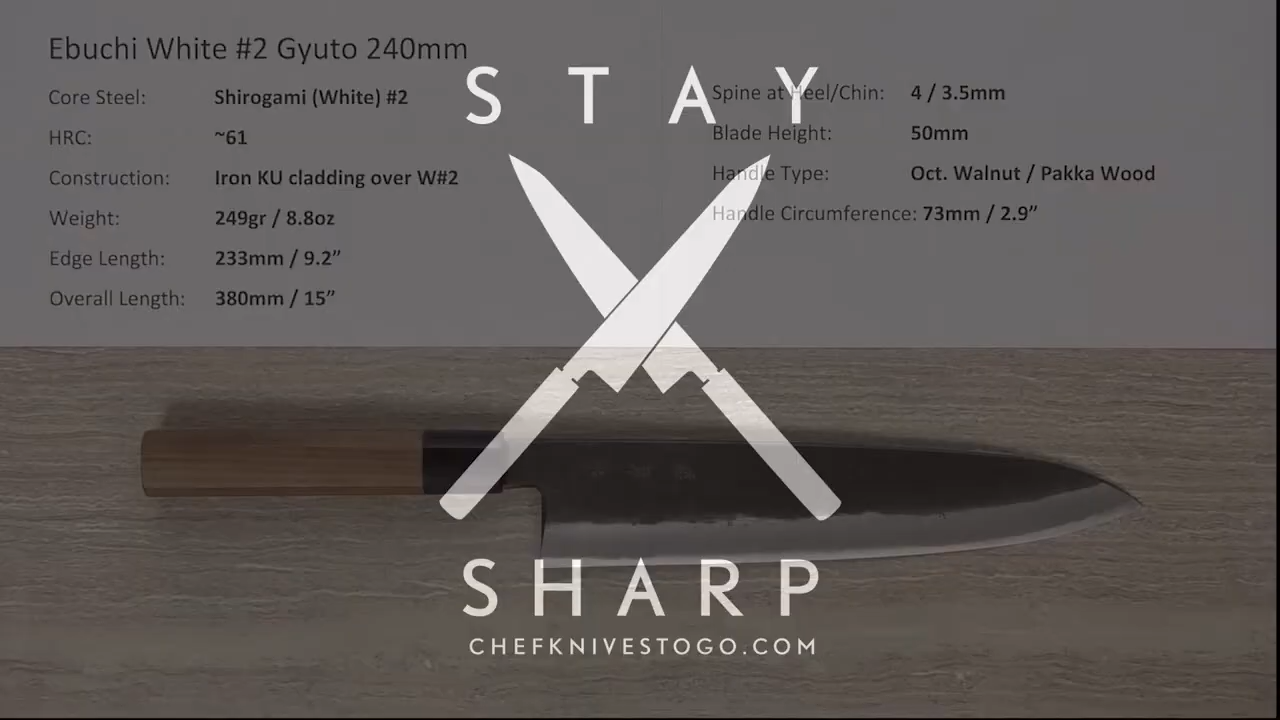 Ebuchi White #2 Gyuto 240mm
Core Steel: Shirogami (White) #2
HRC: ~61
Construction: Iron KU cladding over W#2
Weight: 249gr / 8.8oz
Edge Length: 233mm / 9.2”
Overall Length: 380mm / 15”
Spine at Heel/Chin: 4 / 3.5mm
Blade Height: 50mm
Handle Type: Oct. Walnut / Pakka Wood
Handle Circumference: 73mm / 2.9”
STAY
SHARP
CHEFKNIVESTOGO.COM